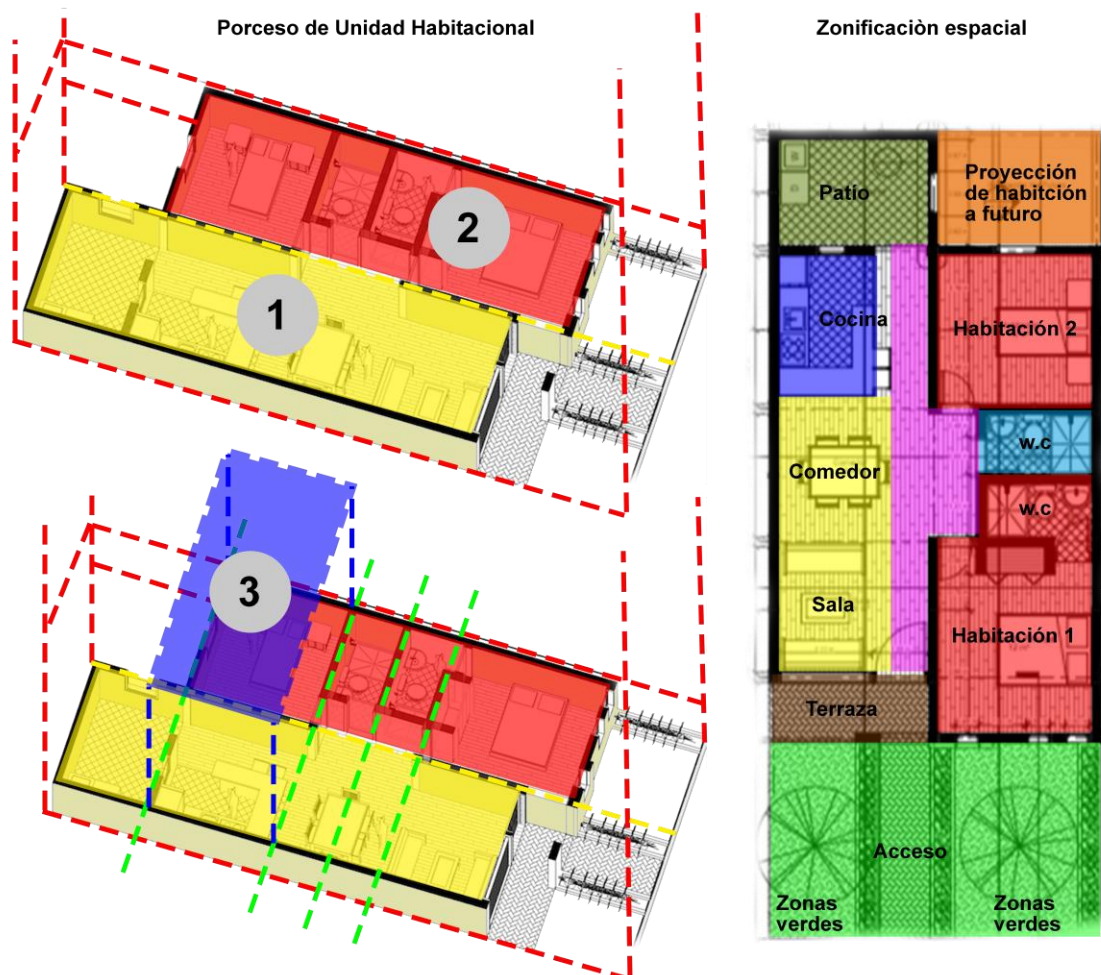 Porceso de Unidad Habitacional
1
2
3
Zonificaciòn espacial
Patio
Proyección
de habitción
a futuro
Cocina
Habitación 2
w.c
Comedor
w.c
Sala
Habitación 1
Terraza
Acceso
Zonas
verdes
Zonas
verdes